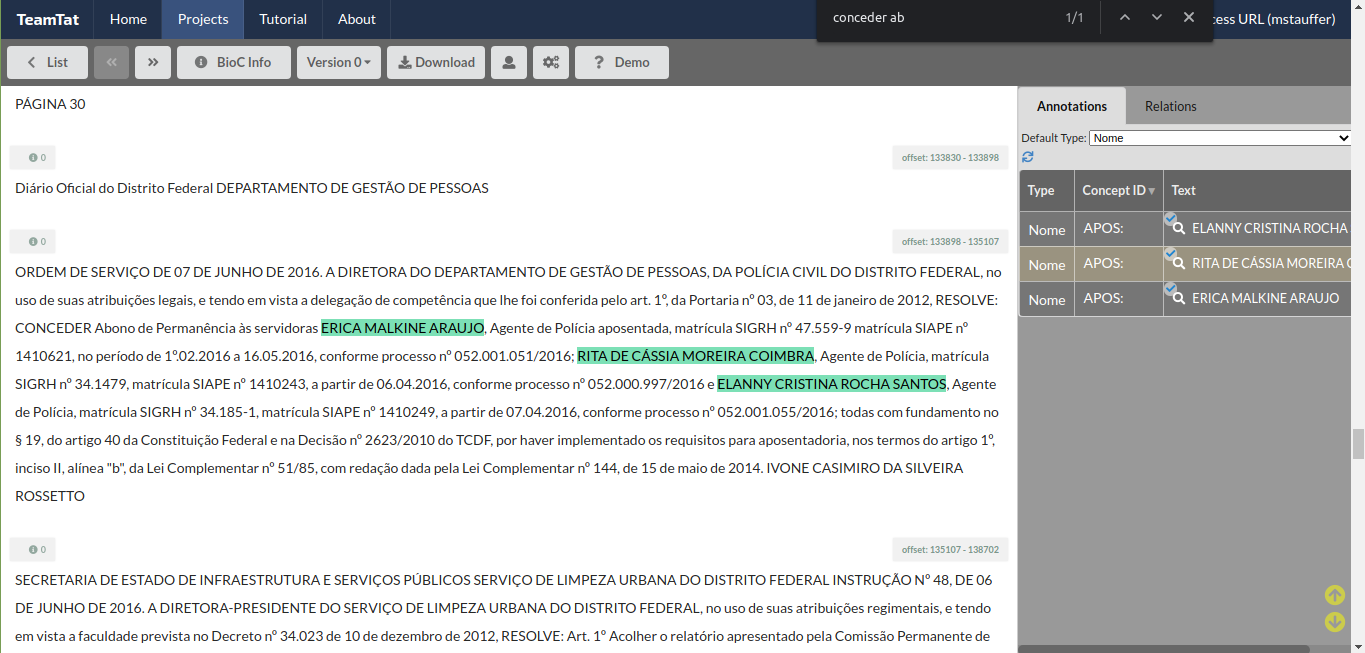 TeamTat Home Projects Tutorial About conceder ab 1/1 cess URL (mstauffer)
List « » BioC Info Version 0 Download ? Demo
PÁGINA 30
0 offset: 133830 - 133898
Diário Oficial do Distrito Federal DEPARTAMENTO DE GESTÃO DE PESSOAS
0 offset: 133898 - 135107
ORDEM DE SERVIÇO DE 07 DE JUNHO DE 2016. A DIRETORA DO DEPARTAMENTO DE GESTÃO DE PESSOAS, DA POLÍCIA CIVIL DO DISTRITO FEDERAL, no
uso de suas atribuições legais, e tendo em vista a delegação de competência que lhe foi conferida pelo art. 1º, da Portaria nº 03, de 11 de janeiro de 2012, RESOLVE:
CONCEDER Abono de Permanência às servidoras ERICA MALKINE ARAUJO, Agente de Polícia aposentada, matrícula SIGRH nº 47.559-9 matrícula SIAPE nº
1410621, no período de 1º.02.2016 a 16.05.2016, conforme processo nº 052.001.051/2016; RITA DE CÁSSIA MOREIRA COIMBRA, Agente de Polícia, matrícula
SIGRH nº 34.1479, matrícula SIAPE nº 1410243, a partir de 06.04.2016, conforme processo nº 052.000.997/2016 e ELANNY CRISTINA ROCHA SANTOS, Agente
de Polícia, matrícula SIGRH nº 34.185-1, matrícula SIAPE nº 1410249, a partir de 07.04.2016, conforme processo nº 052.001.055/2016; todas com fundamento no
§ 19, do artigo 40 da Constituição Federal e na Decisão nº 2623/2010 do TCDF, por haver implementado os requisitos para aposentadoria, nos termos do artigo 1º,
inciso II, alínea "b", da Lei Complementar nº 51/85, com redação dada pela Lei Complementar nº 144, de 15 de maio de 2014. IVONE CASIMIRO DA SILVEIRA
ROSSETTO
0 offset: 135107 - 138702
SECRETARIA DE ESTADO DE INFRAESTRUTURA E SERVIÇOS PÚBLICOS SERVIÇO DE LIMPEZA URBANA DO DISTRITO FEDERAL INSTRUÇÃO Nº 48, DE 06
DE JUNHO DE 2016. A DIRETORA-PRESIDENTE DO SERVIÇO DE LIMPEZA URBANA DO DISTRITO FEDERAL, no uso de suas atribuições regimentais, e tendo
em vista a faculdade prevista no Decreto nº 34.023 de 10 de dezembro de 2012, RESOLVE: Art. 1º Acolher o relatório apresentado pela Comissão Permanente de
Annotations Relations
Default Type: Nome
Type Concept ID Text
Nome APOS: ELANNY CRISTINA ROCHA
Nome APOS: RITA DE CÁSSIA MOREIRA C
Nome APOS: ERICA MALKINE ARAUJO